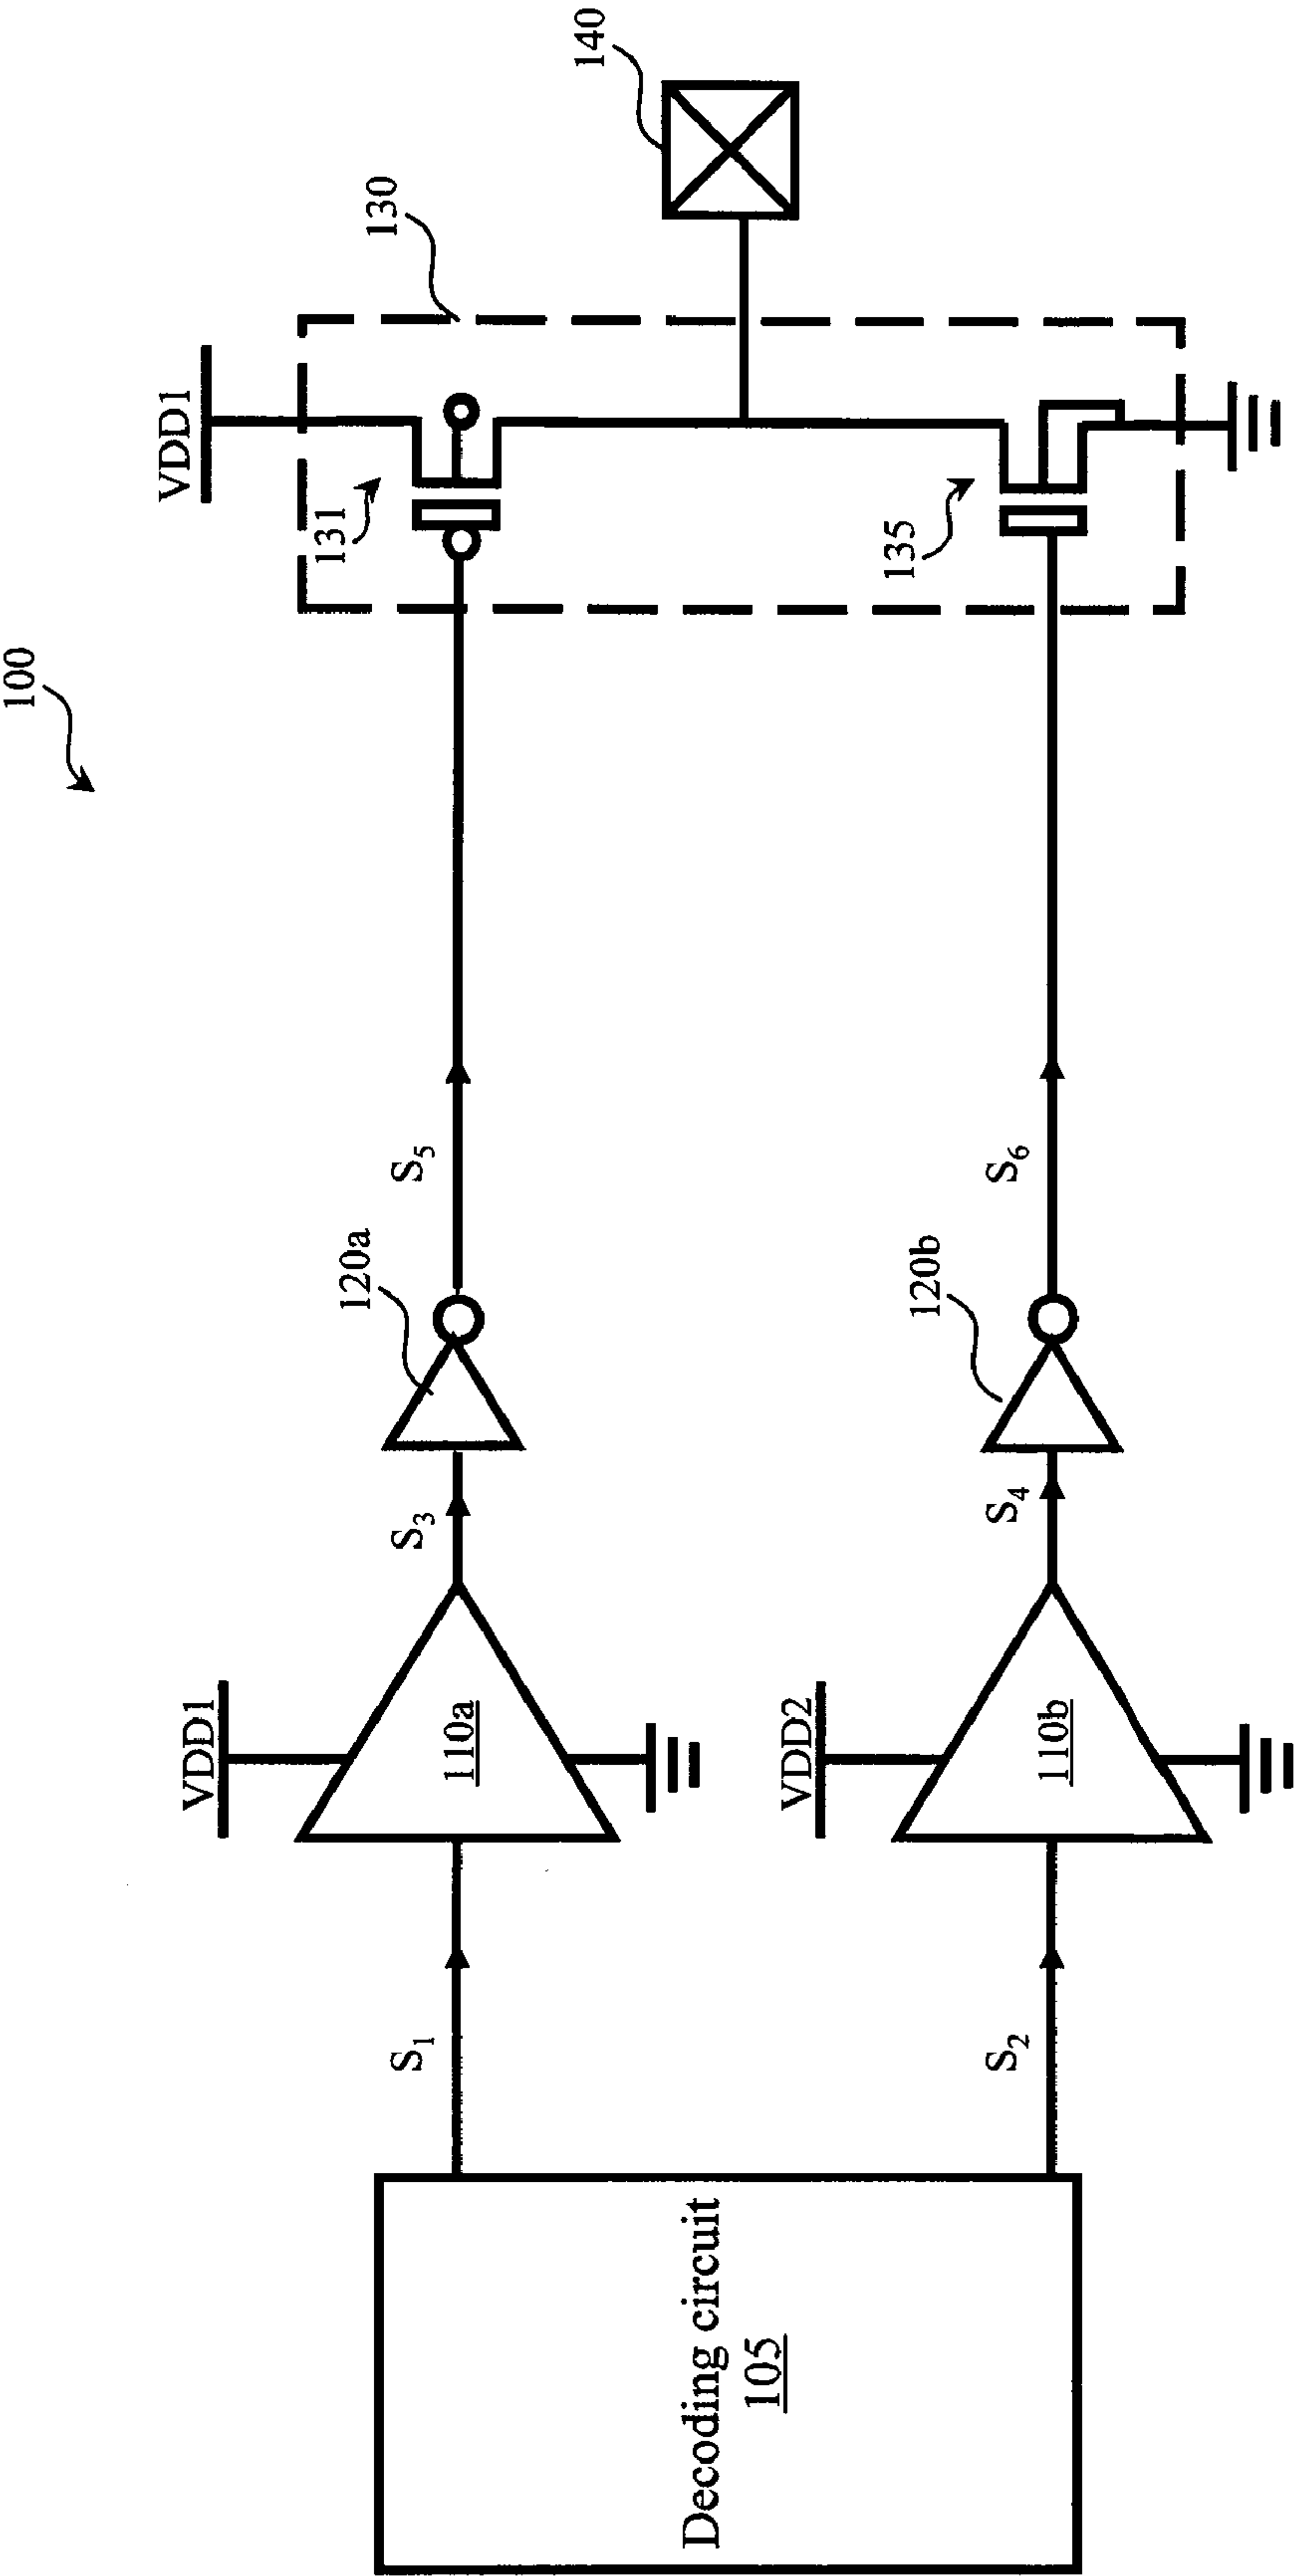 100
VDD1
130
140
131
135
VDD1
110a
S3
120a
S5
S1
Decoding circuit
105
VDD2
110b
S2
S4
120b
S6